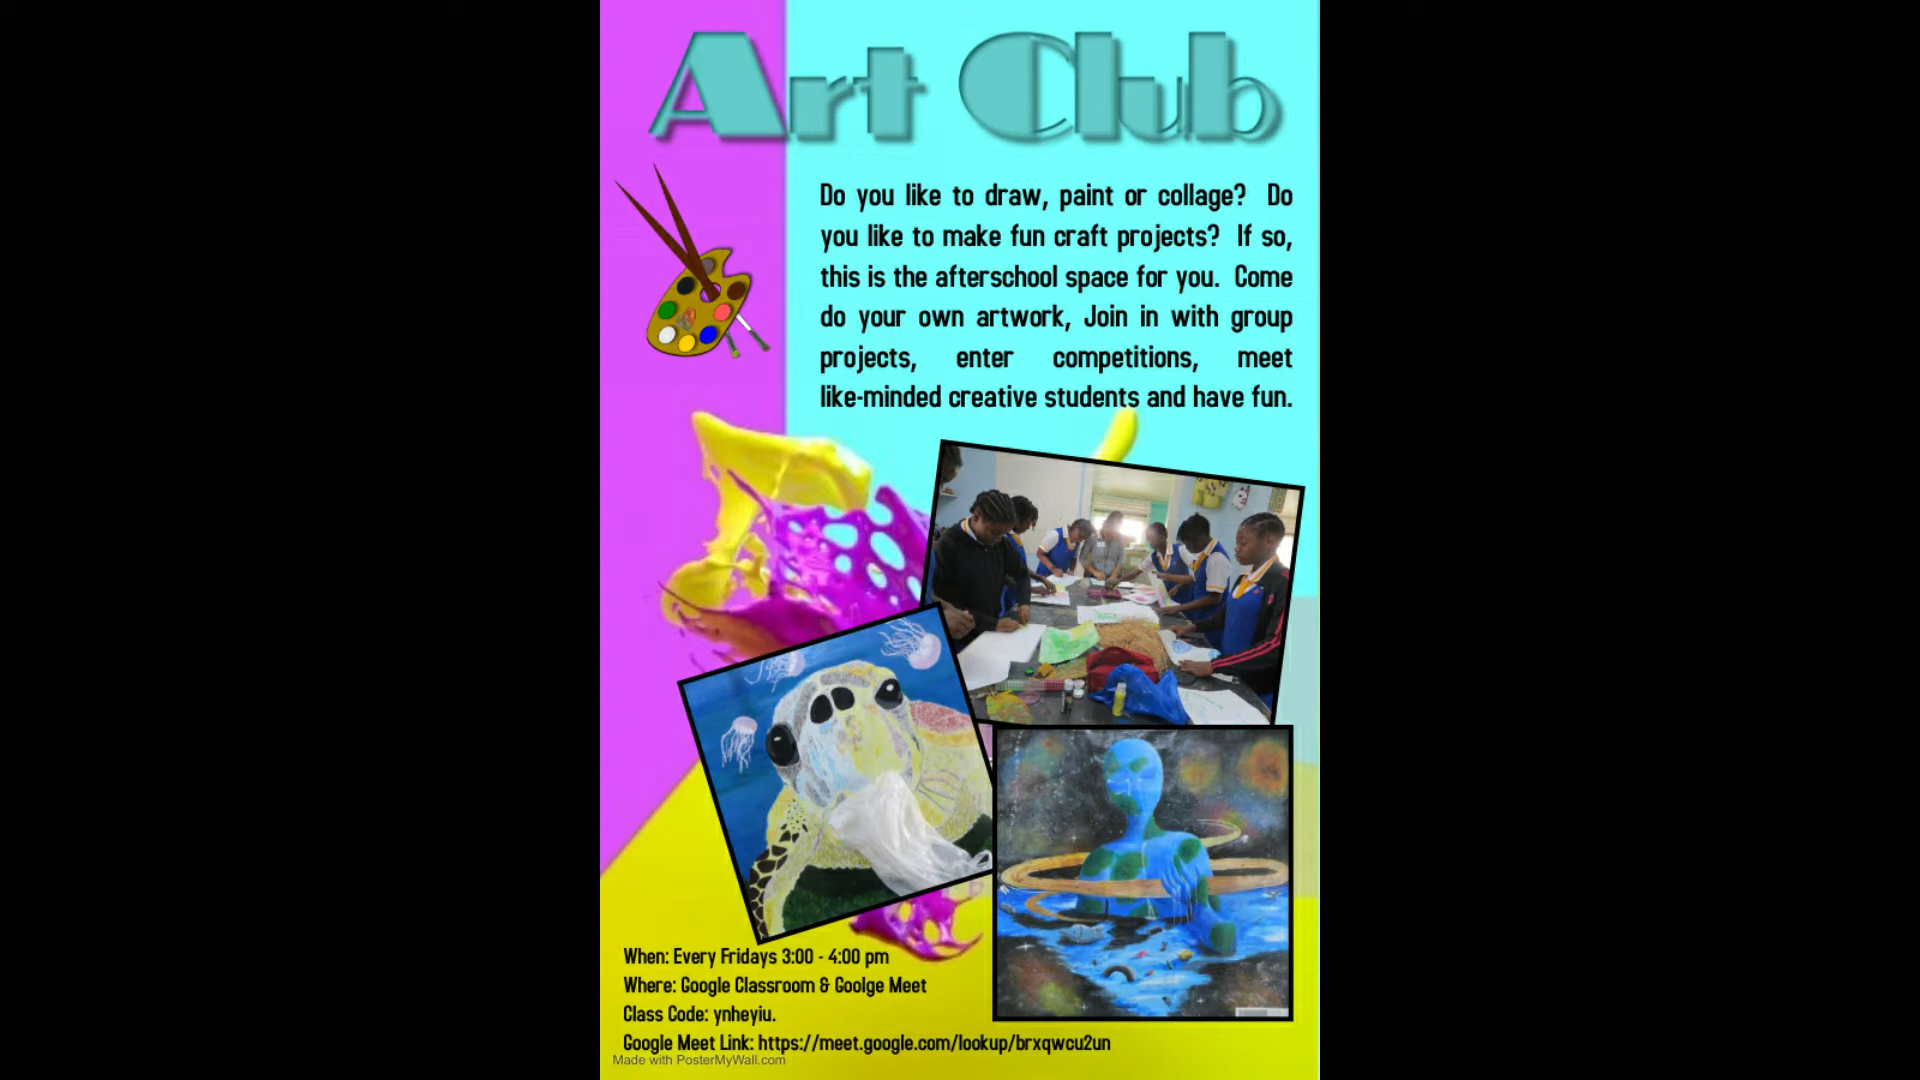 Art Club
Do you like to draw, paint or collage? Do
you like to make fun craft projects? If so,
this is the afterschool space for you. Come
do your own artwork, Join in with group
projects, enter competitions, meet
like-minded creative students and have fun.
When: Every Fridays 3:00 - 4:00 pm
Where: Google Classroom & Goolge Meet
Class Code: ynheyiu.
Google Meet Link: https://meet.google.com/lookup/brxqwcu2un
Made with PosterMyWall.com